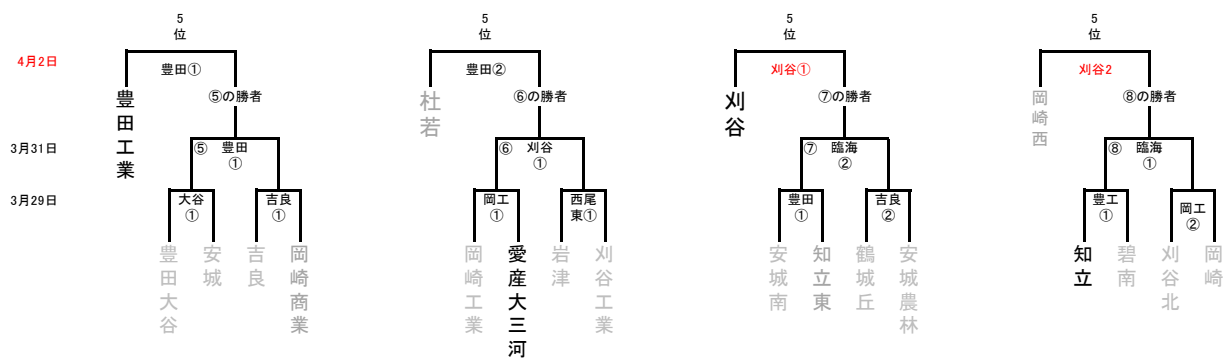 5位
5位
5位
5位
4月2日
豊田①
豊田②
刈谷①
刈谷2
豊田工業
⑤の勝者
杜若
⑥の勝者
刈谷
⑦の勝者
岡崎西
⑧の勝者
3月31日
⑤
豊田①
⑥
刈谷①
⑦
臨海②
⑧
臨海①
3月29日
大谷①
吉良①
岡工①
西尾東①
豊田①
吉良②
豊工①
岡工②
豊田大谷
安城
吉良
岡崎商業
岡崎工業
愛産大三河
岩津
刈谷工業
安城南
知立東
鶴城丘
安城農林
知立
碧南
刈谷北
岡崎